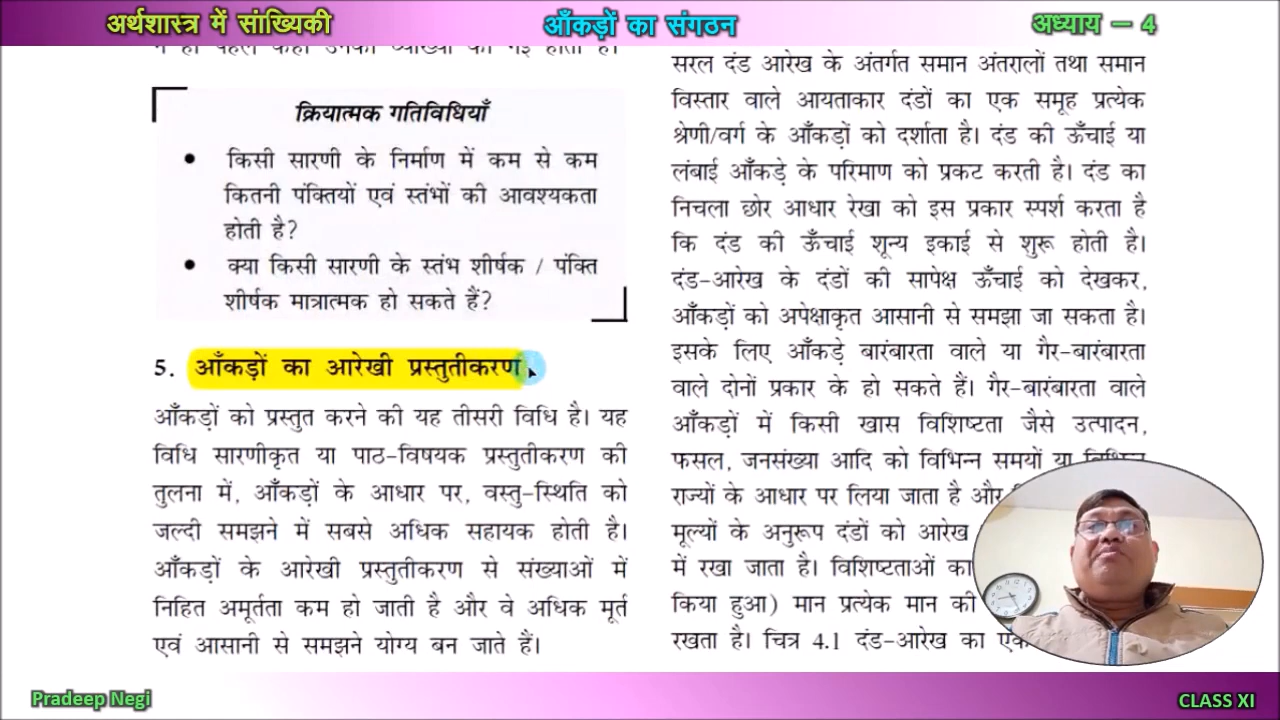 अर्थशास्त्र में सांख्यिकी
आँकड़ों का संगठन
अध्याय – 4
क्रियात्मक गतिविधियाँ
• किसी सारणी के निर्माण में कम से कम
कितनी पंक्तियों एवं स्तंभों की आवश्यकता
होती है?
• क्या किसी सारणी के स्तंभ शीर्षक / पंक्ति
शीर्षक मात्रात्मक हो सकते हैं?
5. आँकड़ों का आरेखी प्रस्तुतीकरण
आँकड़ों को प्रस्तुत करने की यह तीसरी विधि है। यह
विधि सारणीकृत या पाठ-विषयक प्रस्तुतीकरण की
तुलना में, आँकड़ों के आधार पर, वस्तु-स्थिति को
जल्दी समझने में सबसे अधिक सहायक होती है।
आँकड़ों के आरेखी प्रस्तुतीकरण से संख्याओं में
निहित अमूर्तता कम हो जाती है और वे अधिक मूर्त
एवं आसानी से समझने योग्य बन जाते हैं।
सरल दंड आरेख के अंतर्गत समान अंतरालों तथा समान
विस्तार वाले आयताकार दंडों का एक समूह प्रत्येक
श्रेणी/वर्ग के आँकड़ों को दर्शाता है। दंड की ऊँचाई या
लंबाई आँकड़े के परिमाण को प्रकट करती है। दंड का
निचला छोर आधार रेखा को इस प्रकार स्पर्श करता है
कि दंड की ऊँचाई शून्य इकाई से शुरू होती है।
दंड-आरेख के दंडों की सापेक्ष ऊँचाई को देखकर,
आँकड़ों को अपेक्षाकृत आसानी से समझा जा सकता है।
इसके लिए आँकड़े बारंबारता वाले या गैर-बारंबारता
वाले दोनों प्रकार के हो सकते हैं। गैर-बारंबारता वाले
आँकड़ों में किसी खास विशिष्टता जैसे उत्पादन,
फसल, जनसंख्या आदि को विभिन्न समयों या
राज्यों के आधार पर लिया जाता है और
मूल्यों के अनुरूप दंडों को आरेख
में रखा जाता है। विशिष्टताओं का
किया हुआ) मान प्रत्येक मान की
रखता है। चित्र 4.1 दंड-आरेख का
Pradeep Negi
CLASS XI